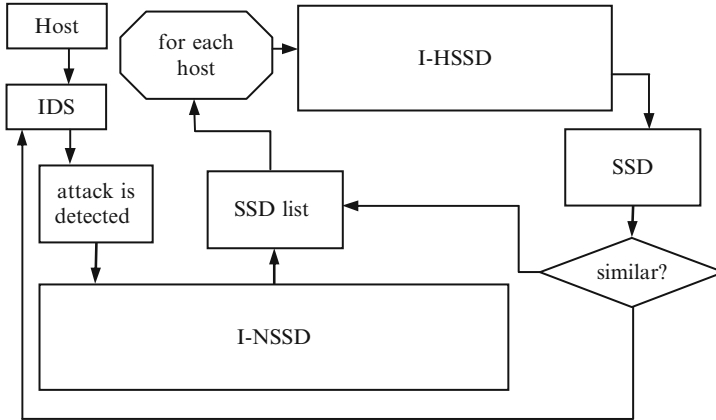 Host
IDS
attack is
detected
I-NSSD
SSD list
for each
host
I-HSSD
SSD
similar?